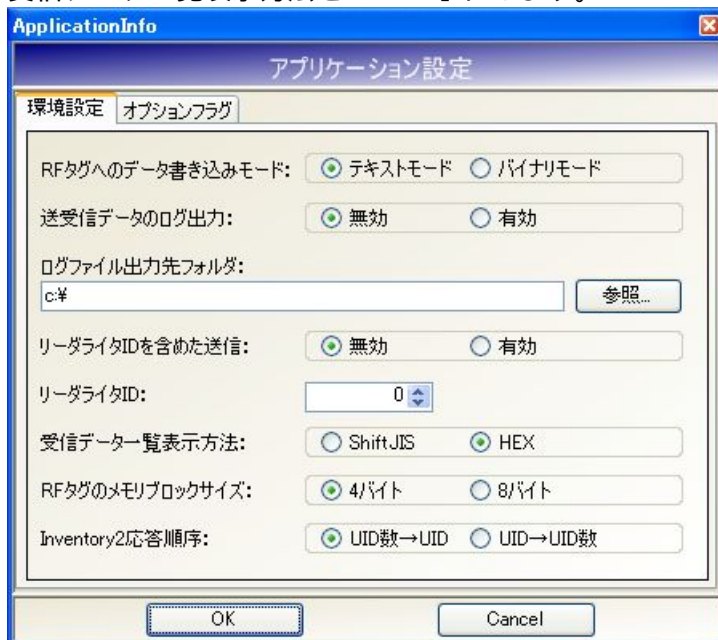 ApplicationInfo
アプリケーション設定
環境設定 オプションフラグ
RFタグへのデータ書き込みモード: テキストモード バイナリモード
送受信データのログ出力: 無効 有効
ログファイル出力先フォルダ:
c:¥ 参照...
リーダライタIDを含めた送信: 無効 有効
リーダライタID: 0
受信データ一覧表示方法: ShiftJIS HEX
RFタグのメモリブロックサイズ: 4バイト 8バイト
Inventory2応答順序: UID数→UID UID→UID数
OK Cancel